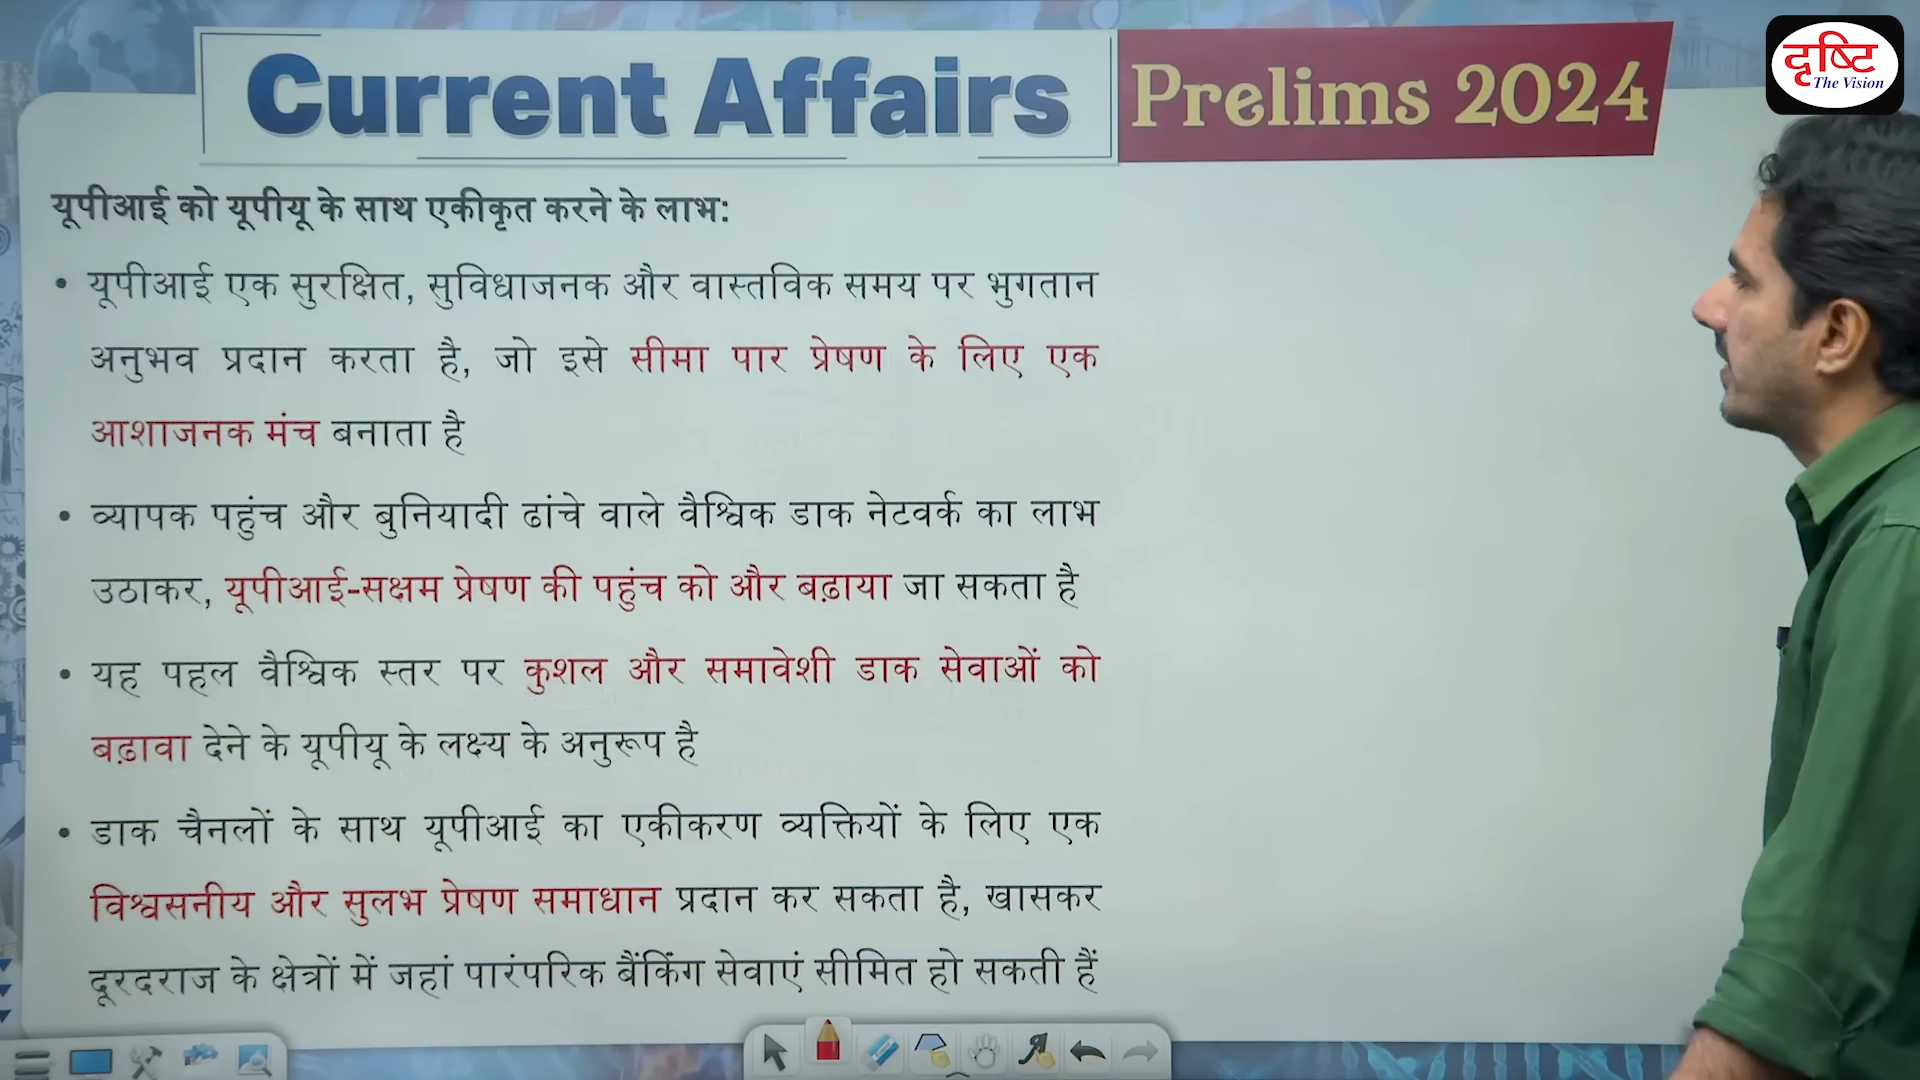 Current Affairs Prelims 2024
दृष्टि
The Vision
यूपीआई को यूपीयू के साथ एकीकृत करने के लाभ:
• यूपीआई एक सुरक्षित, सुविधाजनक और वास्तविक समय पर भुगतान
अनुभव प्रदान करता है, जो इसे सीमा पार प्रेषण के लिए एक
आशाजनक मंच बनाता है
• व्यापक पहुंच और बुनियादी ढांचे वाले वैश्विक डाक नेटवर्क का लाभ
उठाकर, यूपीआई-सक्षम प्रेषण की पहुंच को और बढ़ाया जा सकता है
• यह पहल वैश्विक स्तर पर कुशल और समावेशी डाक सेवाओं को
बढ़ावा देने के यूपीयू के लक्ष्य के अनुरूप है
• डाक चैनलों के साथ यूपीआई का एकीकरण व्यक्तियों के लिए एक
विश्वसनीय और सुलभ प्रेषण समाधान प्रदान कर सकता है, खासकर
दूरदराज के क्षेत्रों में जहां पारंपरिक बैंकिंग सेवाएं सीमित हो सकती हैं